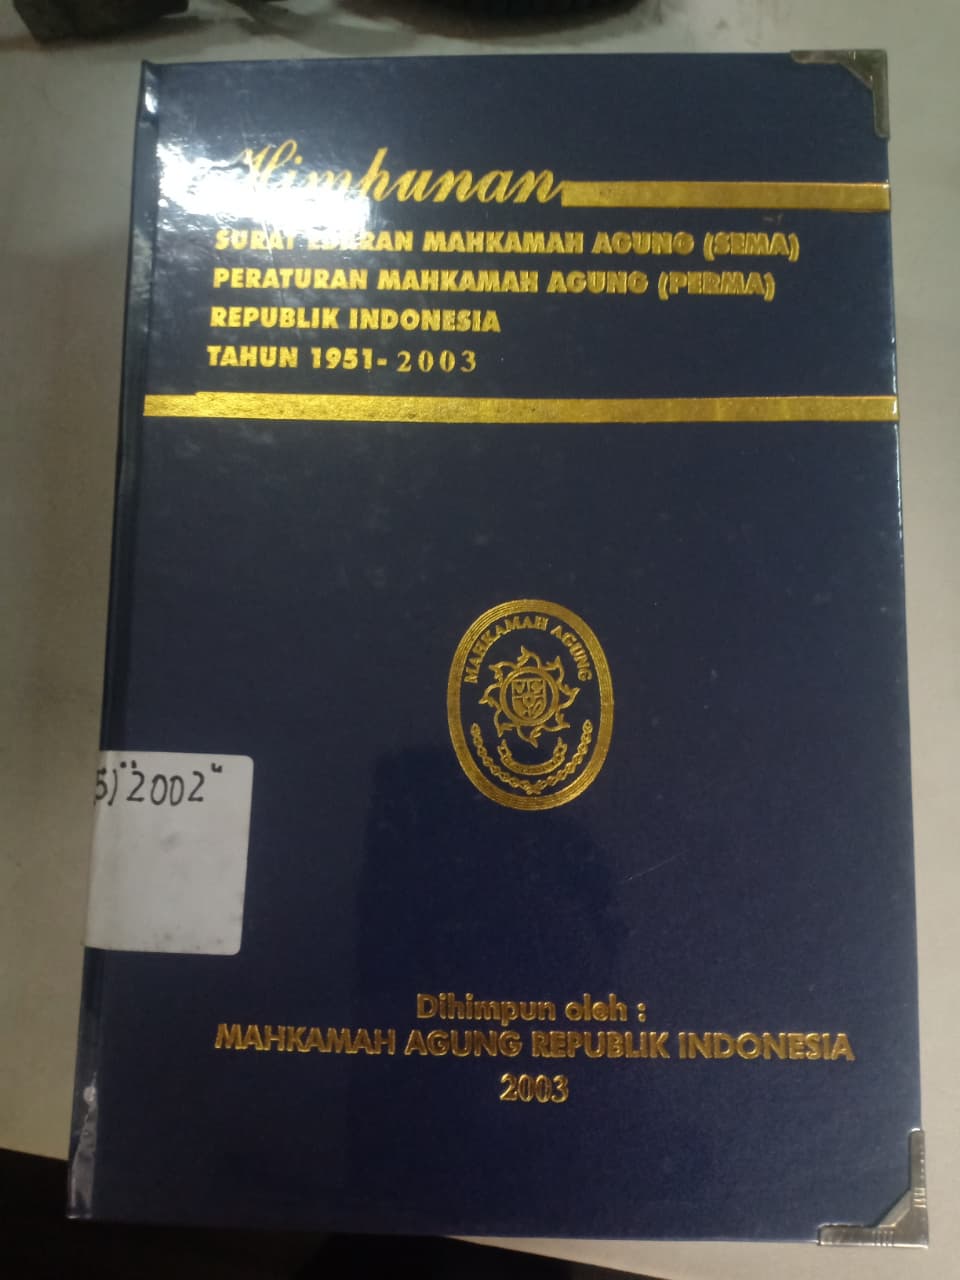 Himhunan
SURAT EDARAN MAHKAMAH AGUNG (SEMA)
PERATURAN MAHKAMAH AGUNG (PERMA)
REPUBLIK INDONESIA
TAHUN 1951- 2003
MAHKAMAH AGUNG
5) "2002"
Dihimpun oleh :
MAHKAMAH AGUNG REPUBLIK INDONESIA
2003